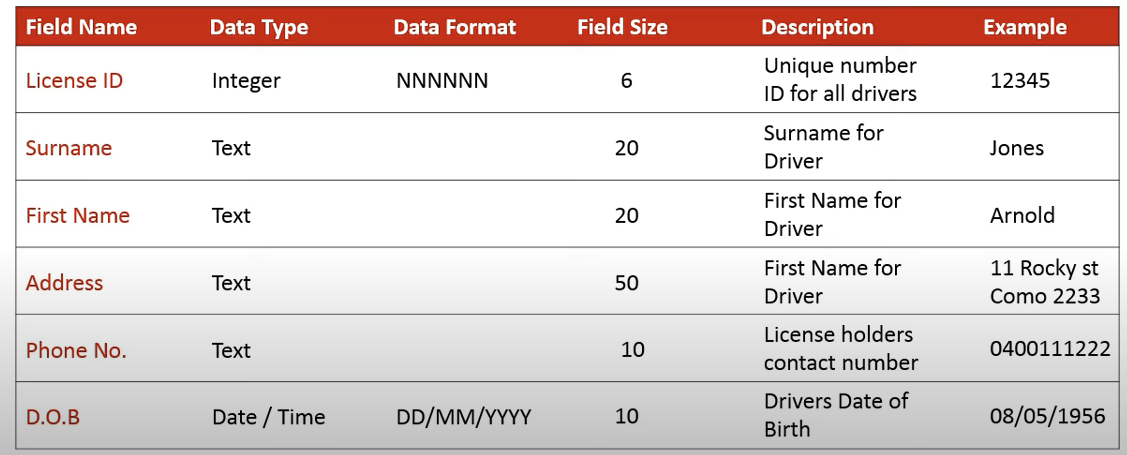 Field Name Data Type Data Format Field Size Description Example
License ID Integer NNNNNN 6 Unique number ID for all drivers 12345
Surname Text 20 Surname for Driver Jones
First Name Text 20 First Name for Driver Arnold
Address Text 50 First Name for Driver 11 Rocky st Como 2233
Phone No. Text 10 License holders contact number 0400111222
D.O.B Date / Time DD/MM/YYYY 10 Drivers Date of Birth 08/05/1956